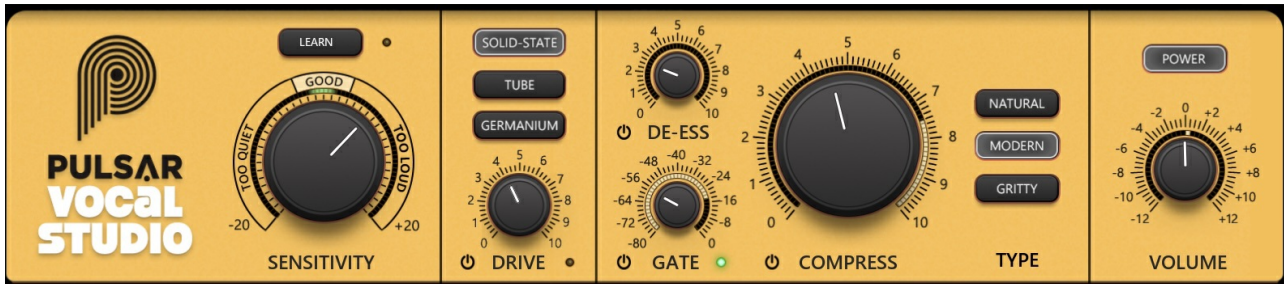 PULSAR
VOCAL
STUDIO
LEARN
GOOD
TOO QUIET
TOO LOUD
-20
+20
SENSITIVITY
SOLID-STATE
TUBE
GERMANIUM
0 1 2 3 4 5 6 7 8 9 10
DRIVE
0 1 2 3 4 5 6 7 8 9 10
DE-ESS
-80 -72 -64 -56 -48 -40 -32 -24 16 -8 0
GATE
0 1 2 3 4 5 6 7 8 9 10
COMPRESS
NATURAL
MODERN
GRITTY
TYPE
POWER
-12 -10 -8 -6 -4 -2 0 +2 +4 +6 +8 +10 +12
VOLUME